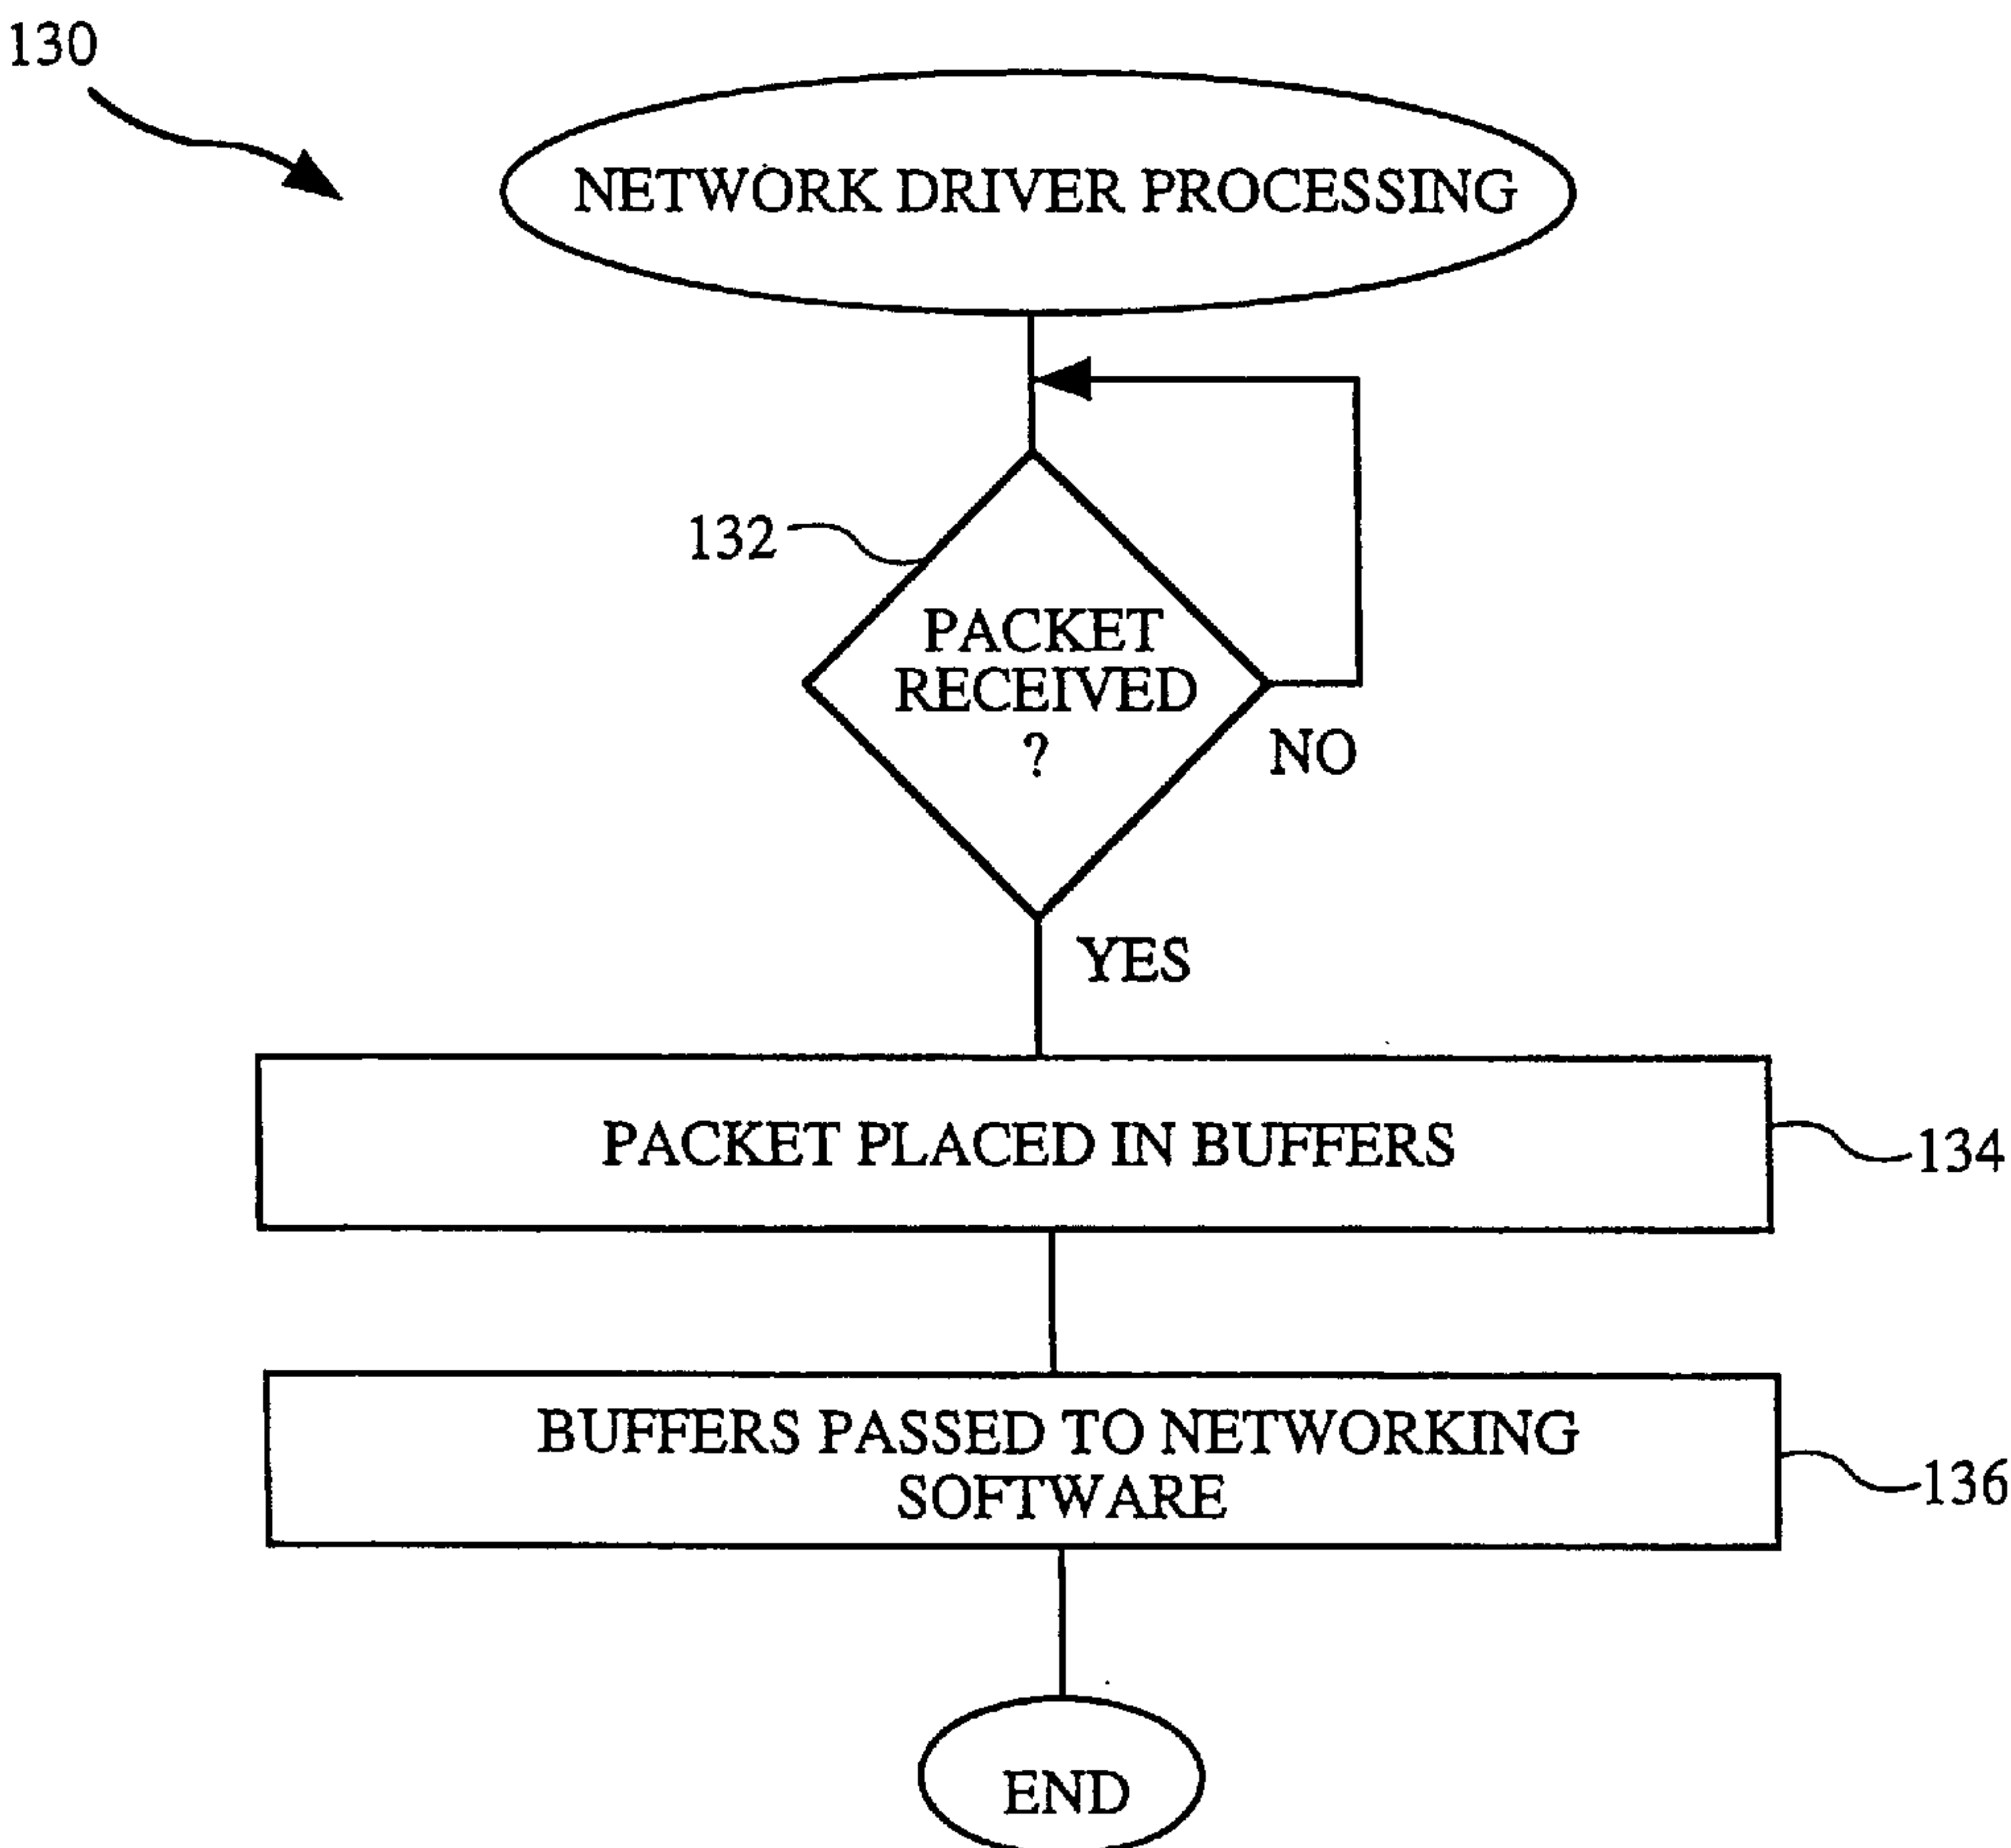 130
NETWORK DRIVER PROCESSING
132
PACKET
RECEIVED
?
NO
YES
PACKET PLACED IN BUFFERS
134
BUFFERS PASSED TO NETWORKING
SOFTWARE
136
END